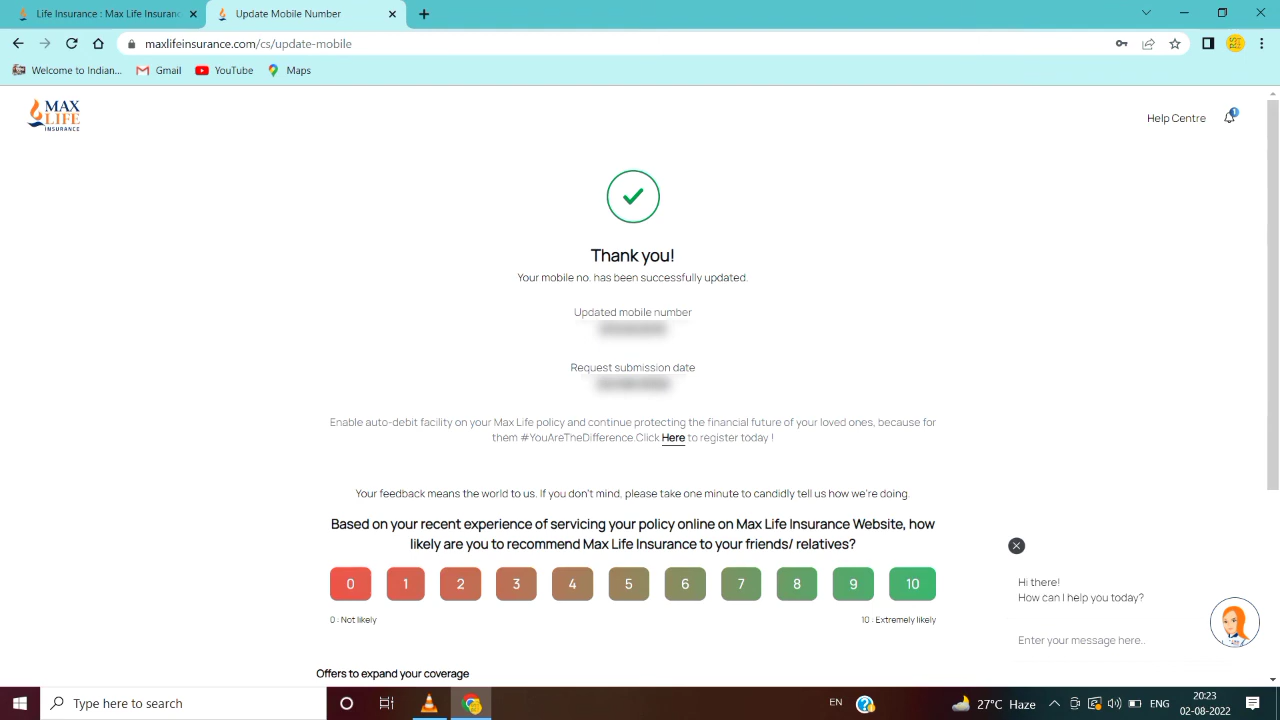 Life Insurance : Max Life Insuranc
Update Mobile Number
maxlifeinsurance.com/cs/update-mobile
Welcome to Indian...
Gmail
YouTube
Maps
MAX
LIFE
INSURANCE
Help Centre
1
Thank you!
Your mobile no. has been successfully updated.
Updated mobile number
Request submission date
Enable auto-debit facility on your Max Life policy and continue protecting the financial future of your loved ones, because for
them #YouAreTheDifference.Click Here to register today !
Your feedback means the world to us. If you don't mind, please take one minute to candidly tell us how we're doing.
Based on your recent experience of servicing your policy online on Max Life Insurance Website, how
likely are you to recommend Max Life Insurance to your friends/ relatives?
0 1 2 3 4 5 6 7 8 9 10
0 : Not likely
10 : Extremely likely
Hi there!
How can I help you today?
Enter your message here..
Offers to expand your coverage
Type here to search
EN
27°C Haze
ENG
20:23
02-08-2022